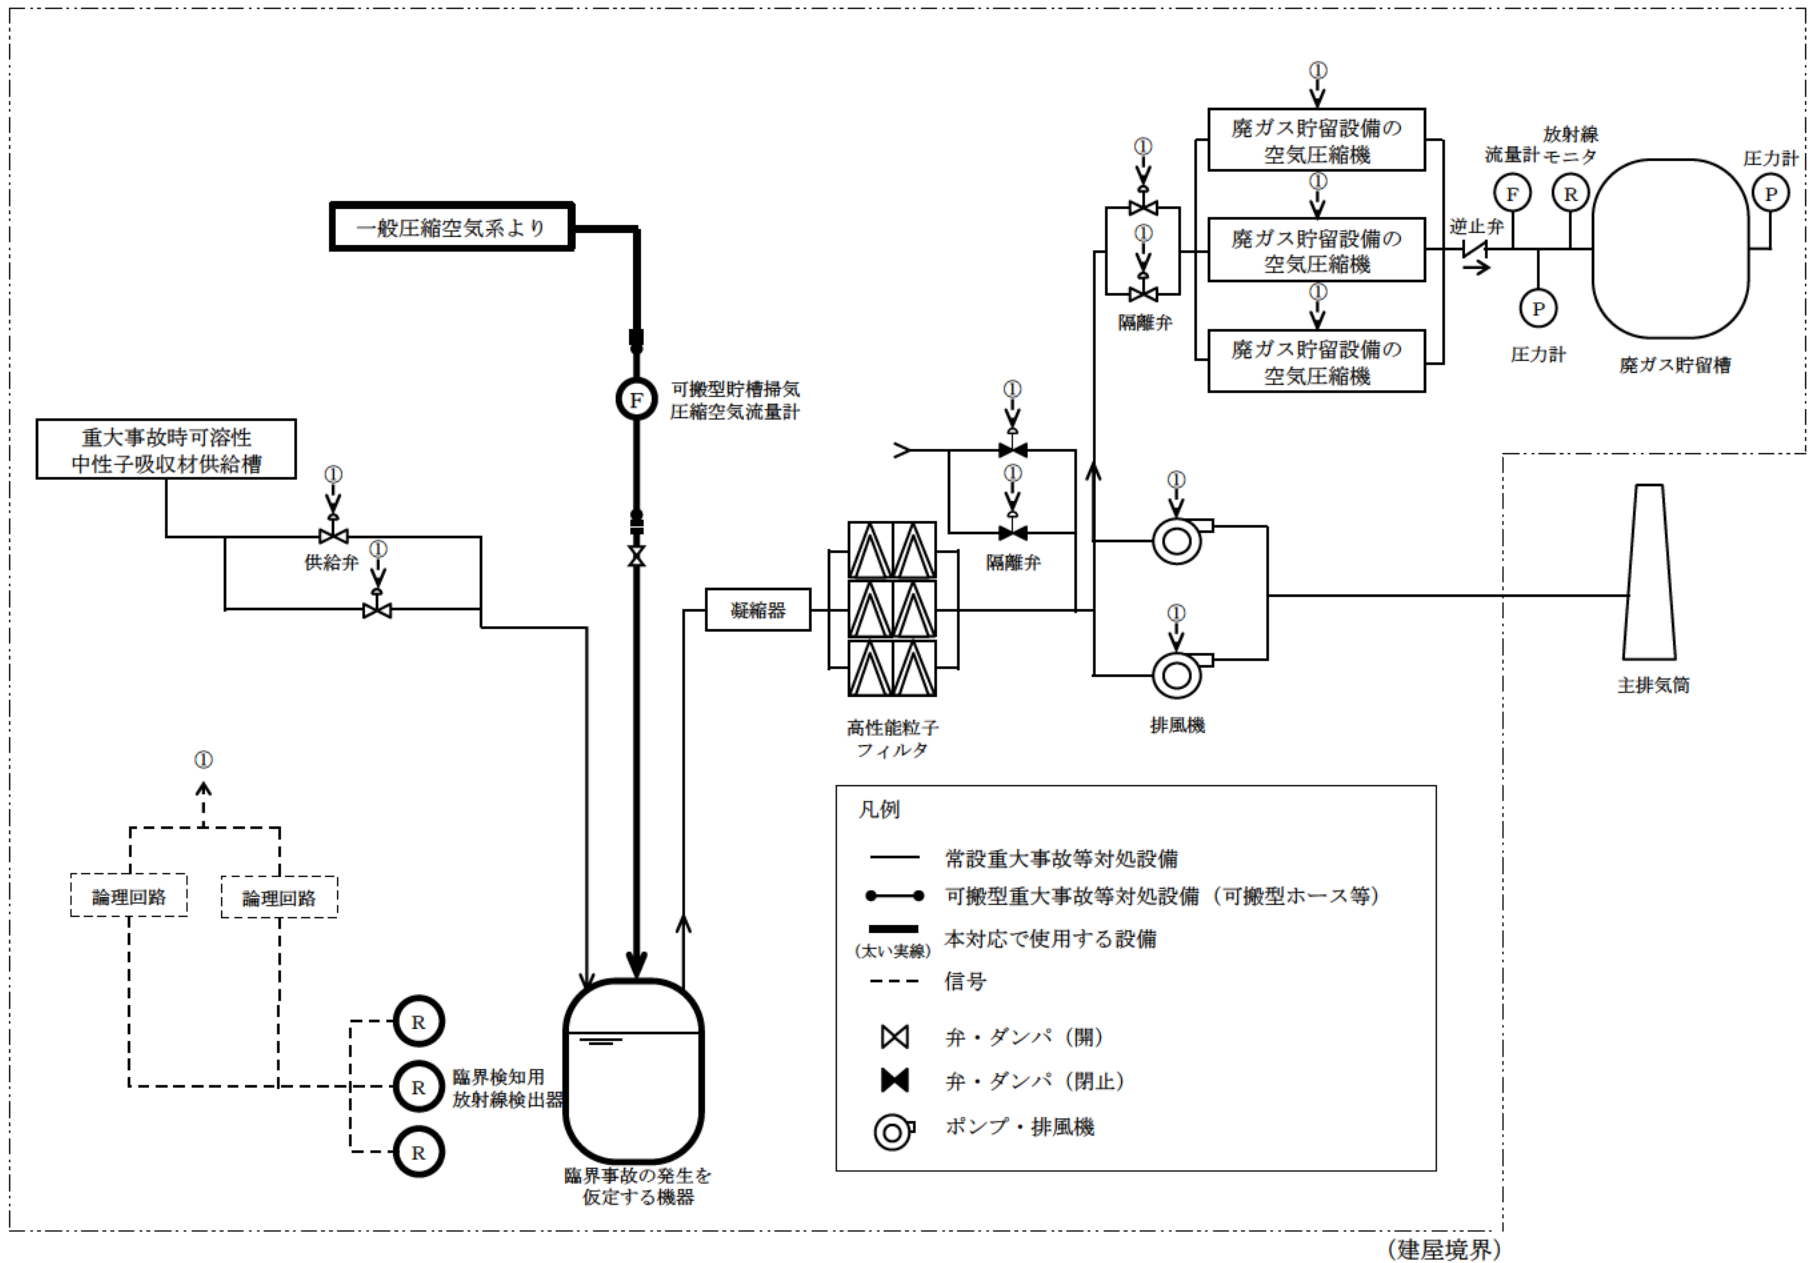 ①
廃ガス貯留設備の
空気圧縮機
①
廃ガス貯留設備の
空気圧縮機
①
廃ガス貯留設備の
空気圧縮機
①
①
隔離弁
逆止弁
流量計
F
放射線
モニタ
R
圧力計
P
P
圧力計
廃ガス貯留槽
一般圧縮空気系より
F
可搬型貯槽掃気
圧縮空気流量計
重大事故時可溶性
中性子吸収材供給槽
①
供給弁
①
①
①
隔離弁
凝縮器
高性能粒子
フィルタ
①
①
排風機
主排気筒
①
論理回路
論理回路
R
R
R
臨界検知用
放射線検出器
臨界事故の発生を
仮定する機器
凡例
常設重大事故等対処設備
可搬型重大事故等対処設備（可搬型ホース等）
（太い実線）
本対応で使用する設備
信号
弁・ダンパ（開）
弁・ダンパ（閉止）
ポンプ・排風機
（建屋境界）